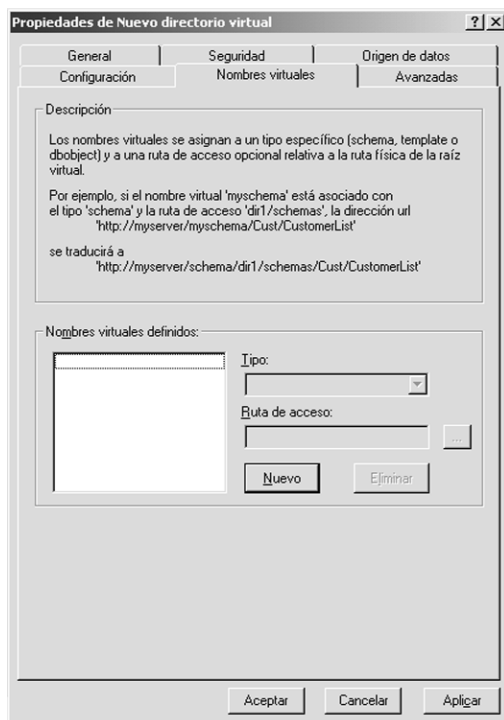 Propiedades de Nuevo directorio virtual
General Seguridad Origen de datos
Configuración Nombres virtuales Avanzadas
Descripción
Los nombres virtuales se asignan a un tipo específico (schema, template o
dbobject) y a una ruta de acceso opcional relativa a la ruta física de la raíz
virtual.
Por ejemplo, si el nombre virtual 'myschema' está asociado con
el tipo 'schema' y la ruta de acceso 'dir1/schemas', la dirección url
'http://myserver/myschema/Cust/CustomerList'
se traducirá a
'http://myserver/schema/dir1/schemas/Cust/CustomerList'
Nombres virtuales definidos:
Tipo:
Ruta de acceso:
...
Nuevo Eliminar
Aceptar Cancelar Aplicar